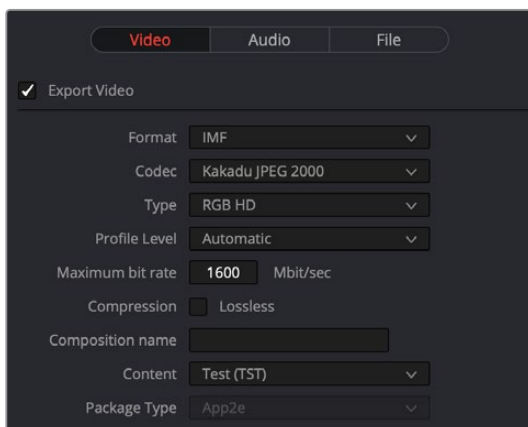 Video Audio File
Export Video
Format IMF
Codec Kakadu JPEG 2000
Type RGB HD
Profile Level Automatic
Maximum bit rate 1600 Mbit/sec
Compression Lossless
Composition name
Content Test (TST)
Package Type App2e